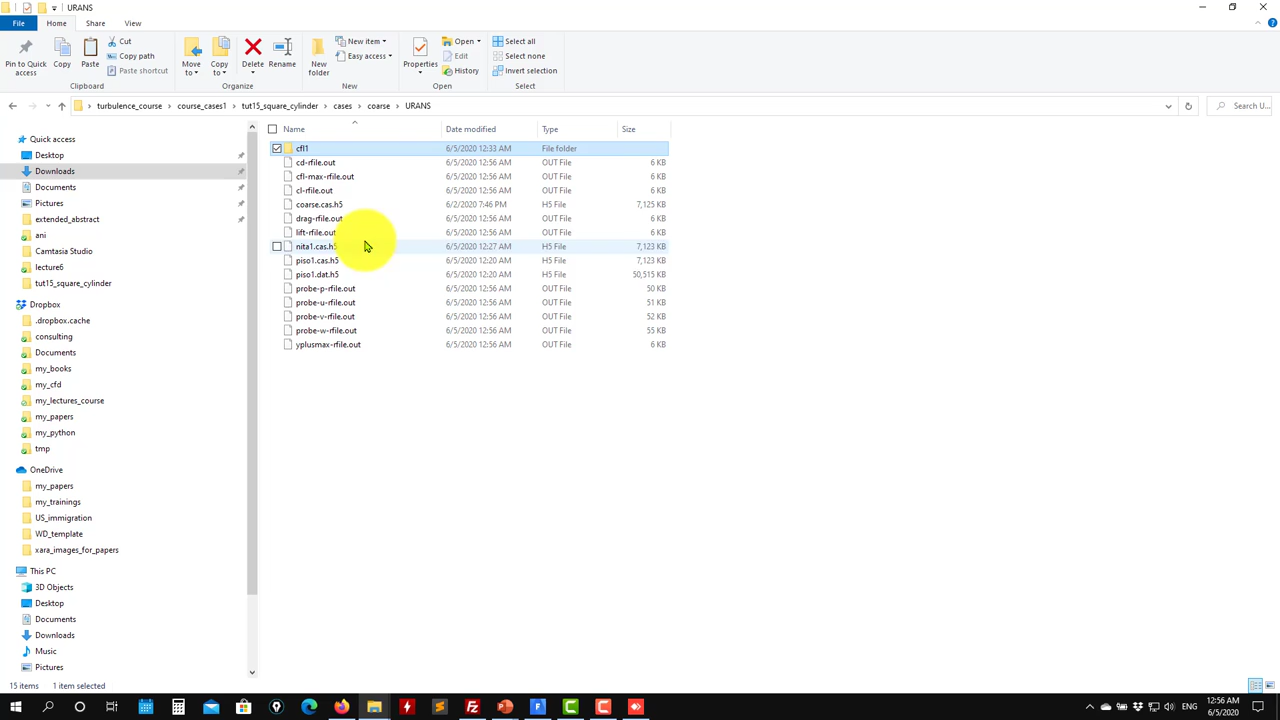 URANS
File Home Share View
Pin to Quick access
Copy
Paste
Cut
Copy path
Paste shortcut
Clipboard
Move to
Copy to
Delete
Rename
Organize
New folder
New item
Easy access
New
Properties
Open
Edit
History
Open
Select all
Select none
Invert selection
Select
turbulence_course > course_cases1 > tut15_square_cylinder > cases > coarse > URANS
Search U...
Name Date modified Type Size
cfl1 6/5/2020 12:33 AM File folder
cd-rfile.out 6/5/2020 12:56 AM OUT File 6 KB
cfl-max-rfile.out 6/5/2020 12:56 AM OUT File 6 KB
cl-rfile.out 6/5/2020 12:56 AM OUT File 6 KB
coarse.cas.h5 6/2/2020 7:46 PM H5 File 7,125 KB
drag-rfile.out 6/5/2020 12:56 AM OUT File 6 KB
lift-rfile.out 6/5/2020 12:56 AM OUT File 6 KB
nita1.cas.h5 6/5/2020 12:27 AM H5 File 7,123 KB
piso1.cas.h5 6/5/2020 12:20 AM H5 File 7,123 KB
piso1.dat.h5 6/5/2020 12:20 AM H5 File 50,515 KB
probe-p-rfile.out 6/5/2020 12:56 AM OUT File 50 KB
probe-u-rfile.out 6/5/2020 12:56 AM OUT File 51 KB
probe-v-rfile.out 6/5/2020 12:56 AM OUT File 52 KB
probe-w-rfile.out 6/5/2020 12:56 AM OUT File 55 KB
yplusmax-rfile.out 6/5/2020 12:56 AM OUT File 6 KB
Quick access
Desktop
Downloads
Documents
Pictures
extended_abstract
ani
Camtasia Studio
lecture6
tut15_square_cylinder
Dropbox
.dropbox.cache
consulting
Documents
my_books
my_cfd
my_lectures_course
my_papers
my_python
tmp
OneDrive
my_papers
my_trainings
US_immigration
WD_template
xara_images_for_papers
This PC
3D Objects
Desktop
Documents
Downloads
Music
Pictures
15 items 1 item selected
ENG
12:56 AM
6/5/2020